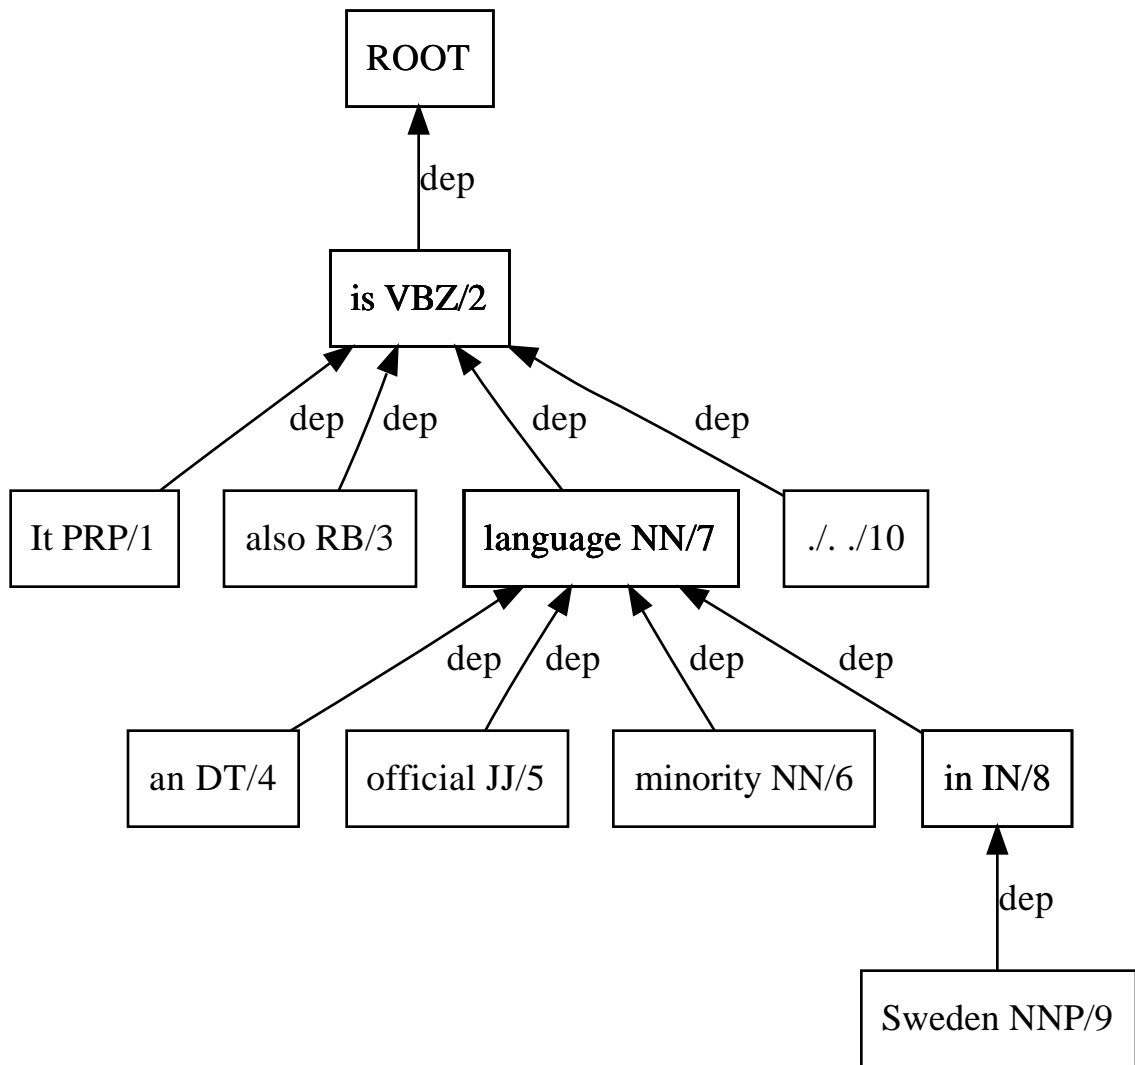 ROOT
dep
is VBZ/2
dep dep dep dep
It PRP/1 also RB/3 language NN/7 ./. ./10
dep dep dep dep
an DT/4 official JJ/5 minority NN/6 in IN/8
dep
Sweden NNP/9